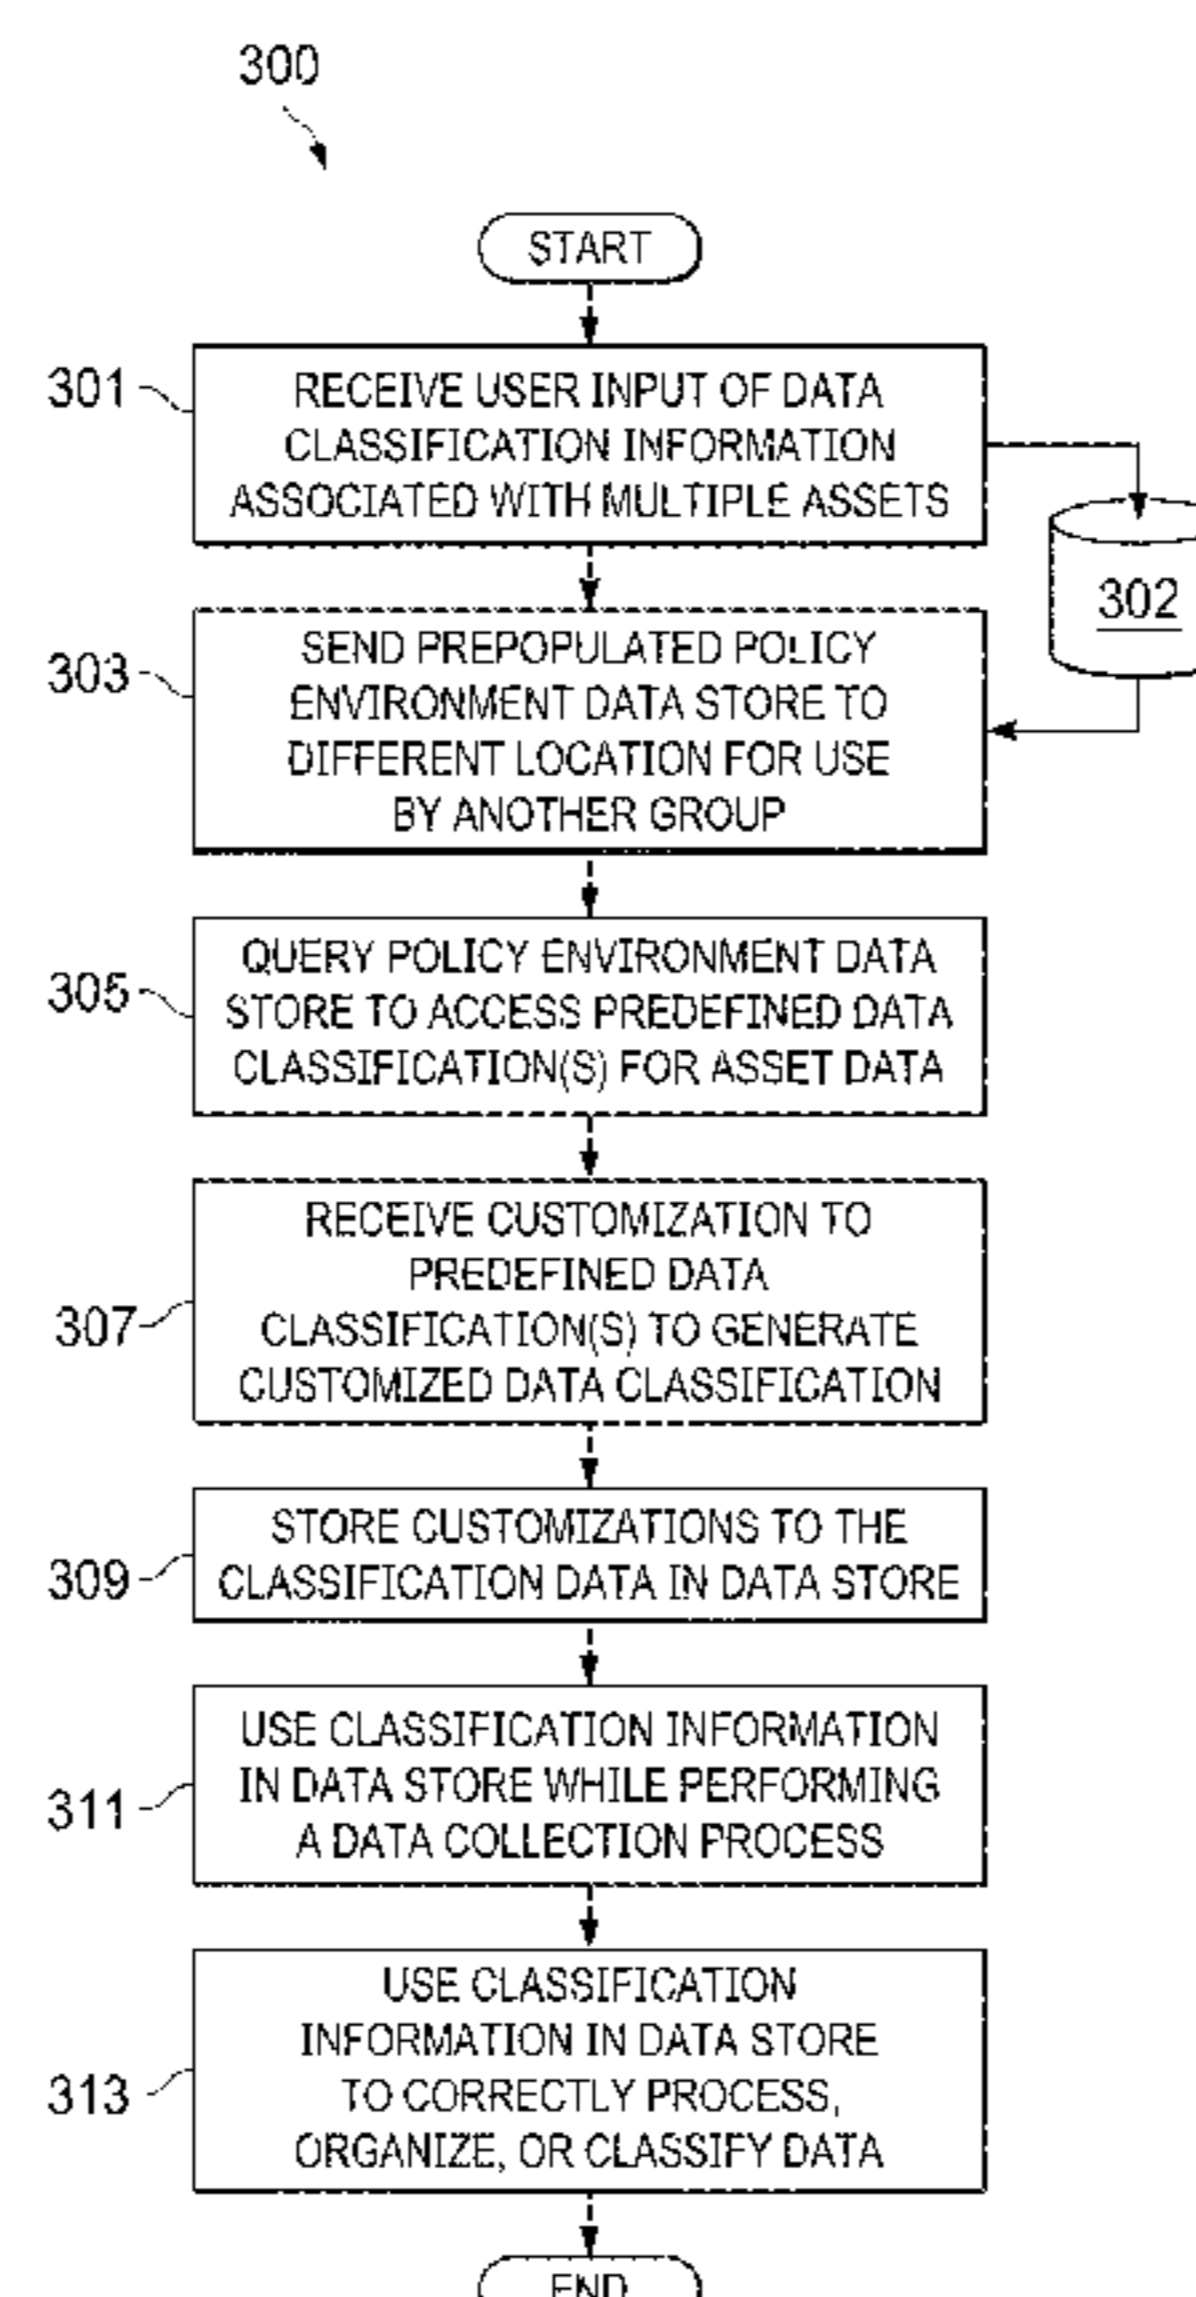 300
START
301
RECEIVE USER INPUT OF DATA
CLASSIFICATION INFORMATION
ASSOCIATED WITH MULTIPLE ASSETS
302
303
SEND PREPOPULATED POLICY
ENVIRONMENT DATA STORE TO
DIFFERENT LOCATION FOR USE
BY ANOTHER GROUP
305
QUERY POLICY ENVIRONMENT DATA
STORE TO ACCESS PREDEFINED DATA
CLASSIFICATION(S) FOR ASSET DATA
307
RECEIVE CUSTOMIZATION TO
PREDEFINED DATA
CLASSIFICATION(S) TO GENERATE
CUSTOMIZED DATA CLASSIFICATION
309
STORE CUSTOMIZATIONS TO THE
CLASSIFICATION DATA IN DATA STORE
311
USE CLASSIFICATION INFORMATION
IN DATA STORE WHILE PERFORMING
A DATA COLLECTION PROCESS
313
USE CLASSIFICATION
INFORMATION IN DATA STORE
TO CORRECTLY PROCESS,
ORGANIZE, OR CLASSIFY DATA
END